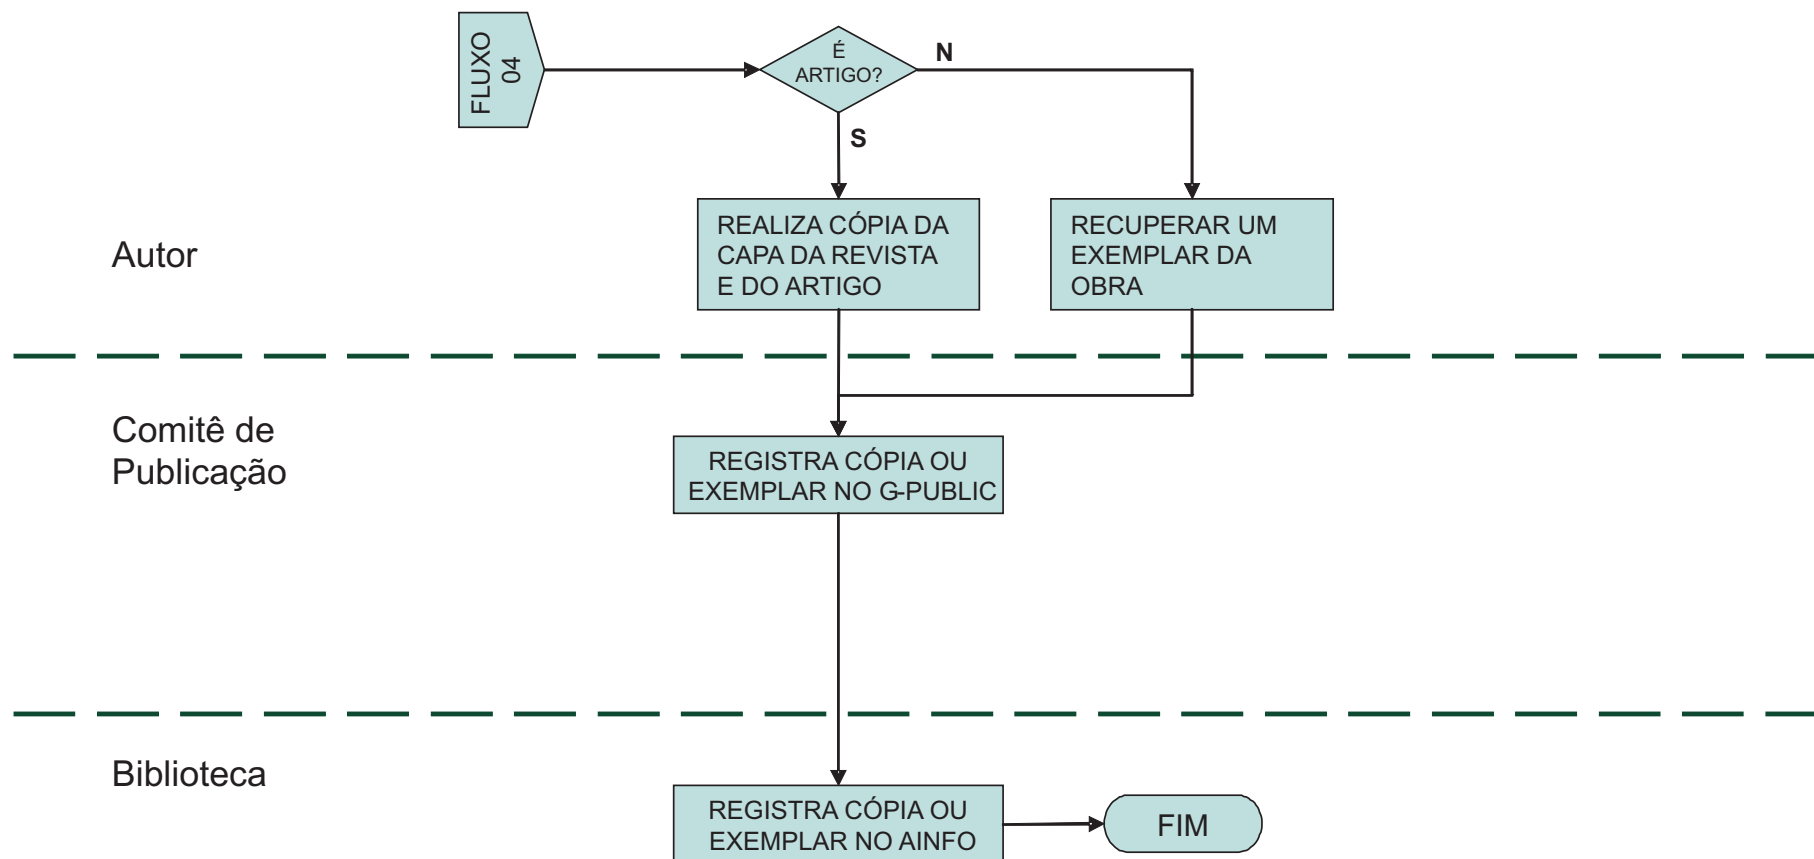 FLUXO
04
É
ARTIGO?
N
S
Autor
REALIZA CÓPIA DA
CAPA DA REVISTA
E DO ARTIGO
RECUPERAR UM
EXEMPLAR DA
OBRA
Comitê de
Publicação
REGISTRA CÓPIA OU
EXEMPLAR NO G-PUBLIC
Biblioteca
REGISTRA CÓPIA OU
EXEMPLAR NO AINFO
FIM